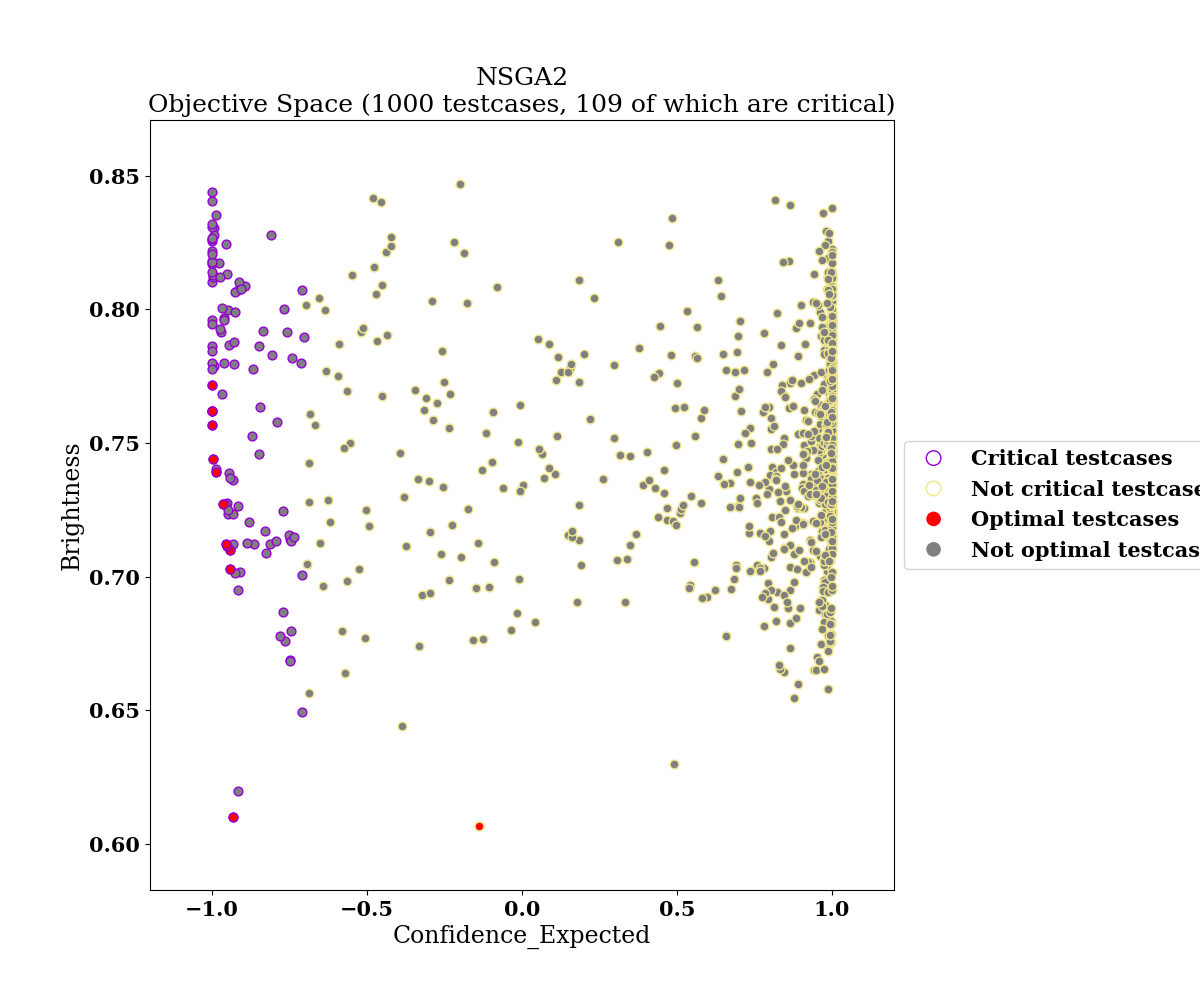 NSGA2
Objective Space (1000 testcases, 109 of which are critical)
0.85
0.80
0.75
0.70
0.65
0.60
Brightness
−1.0
−0.5
0.0
0.5
1.0
Confidence_Expected
Critical testcases
Not critical testcase
Optimal testcases
Not optimal testcas